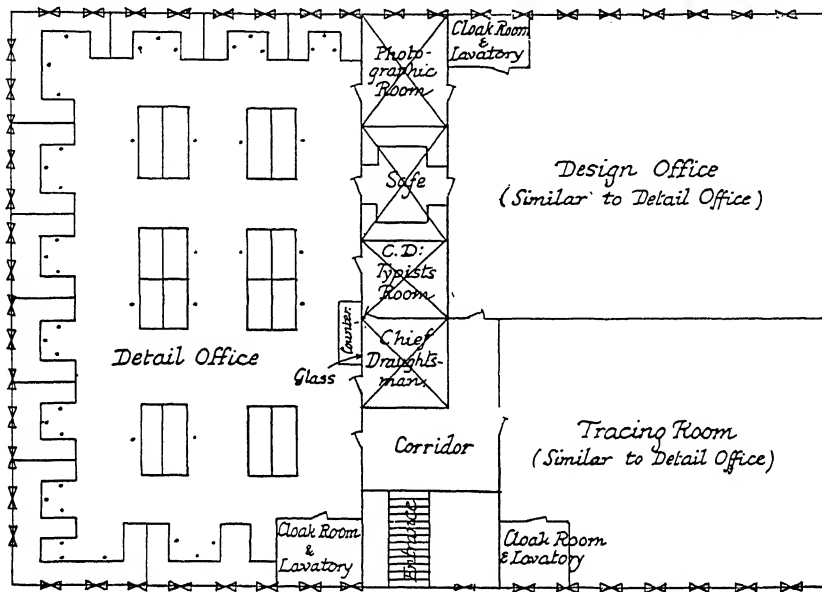 Photo-
graphic
Room
Cloak Room
&
Lavatory
Safe
Design Office
(Similar to Detail Office)
C.D:
Typists
Room
Counter.
Chief
Draughts-
man.
Glass
Detail Office
Corridor
Tracing Room
(Similar to Detail Office)
Cloak Room
&
Lavatory
Entrance
Cloak Room
& Lavatory